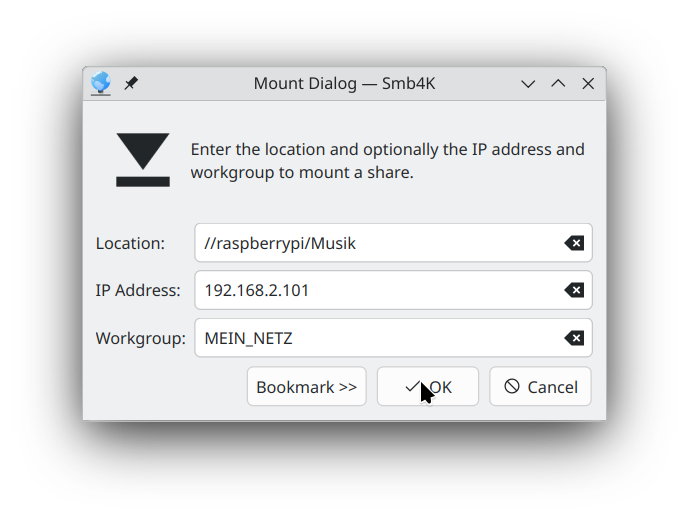 Mount Dialog — Smb4K
Enter the location and optionally the IP address and
workgroup to mount a share.
Location: //raspberrypi/Musik
IP Address: 192.168.2.101
Workgroup: MEIN_NETZ
Bookmark >> OK Cancel